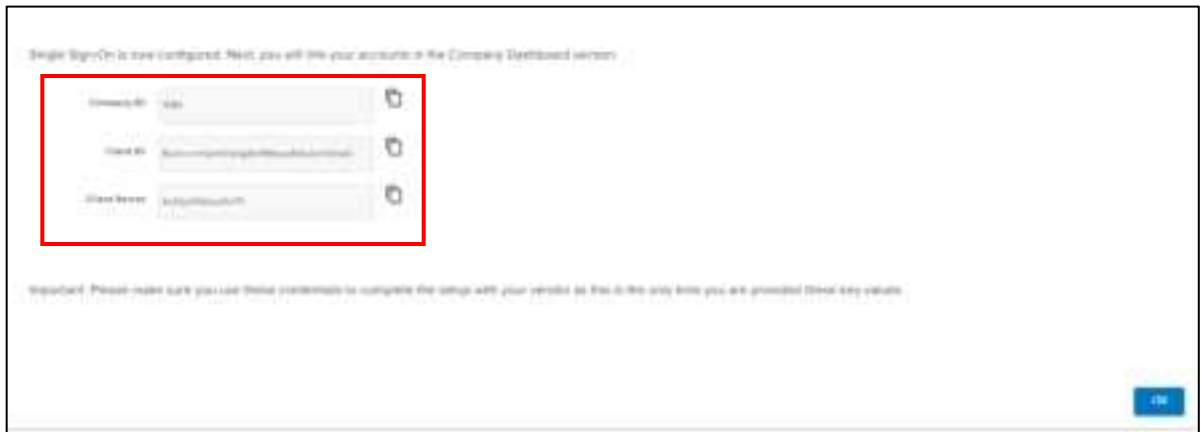 Single Sign-On is now configured. Next, you will link your accounts in the Company Dashboard version.
Company ID
Client ID
Client Secret
Important: Please make sure you use these credentials to complete the setup with your vendor as this is the only time you are provided these key values.
OK